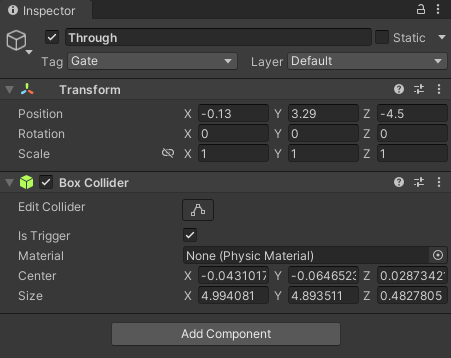 Inspector
Through
Static
Tag Gate Layer Default
Transform
Position X -0.13 Y 3.29 Z -4.5
Rotation X 0 Y 0 Z 0
Scale X 1 Y 1 Z 1
Box Collider
Edit Collider
Is Trigger
Material None (Physic Material)
Center X -0.0431017 Y -0.0646523 Z 0.0287342
Size X 4.994081 Y 4.893511 Z 0.4827805
Add Component